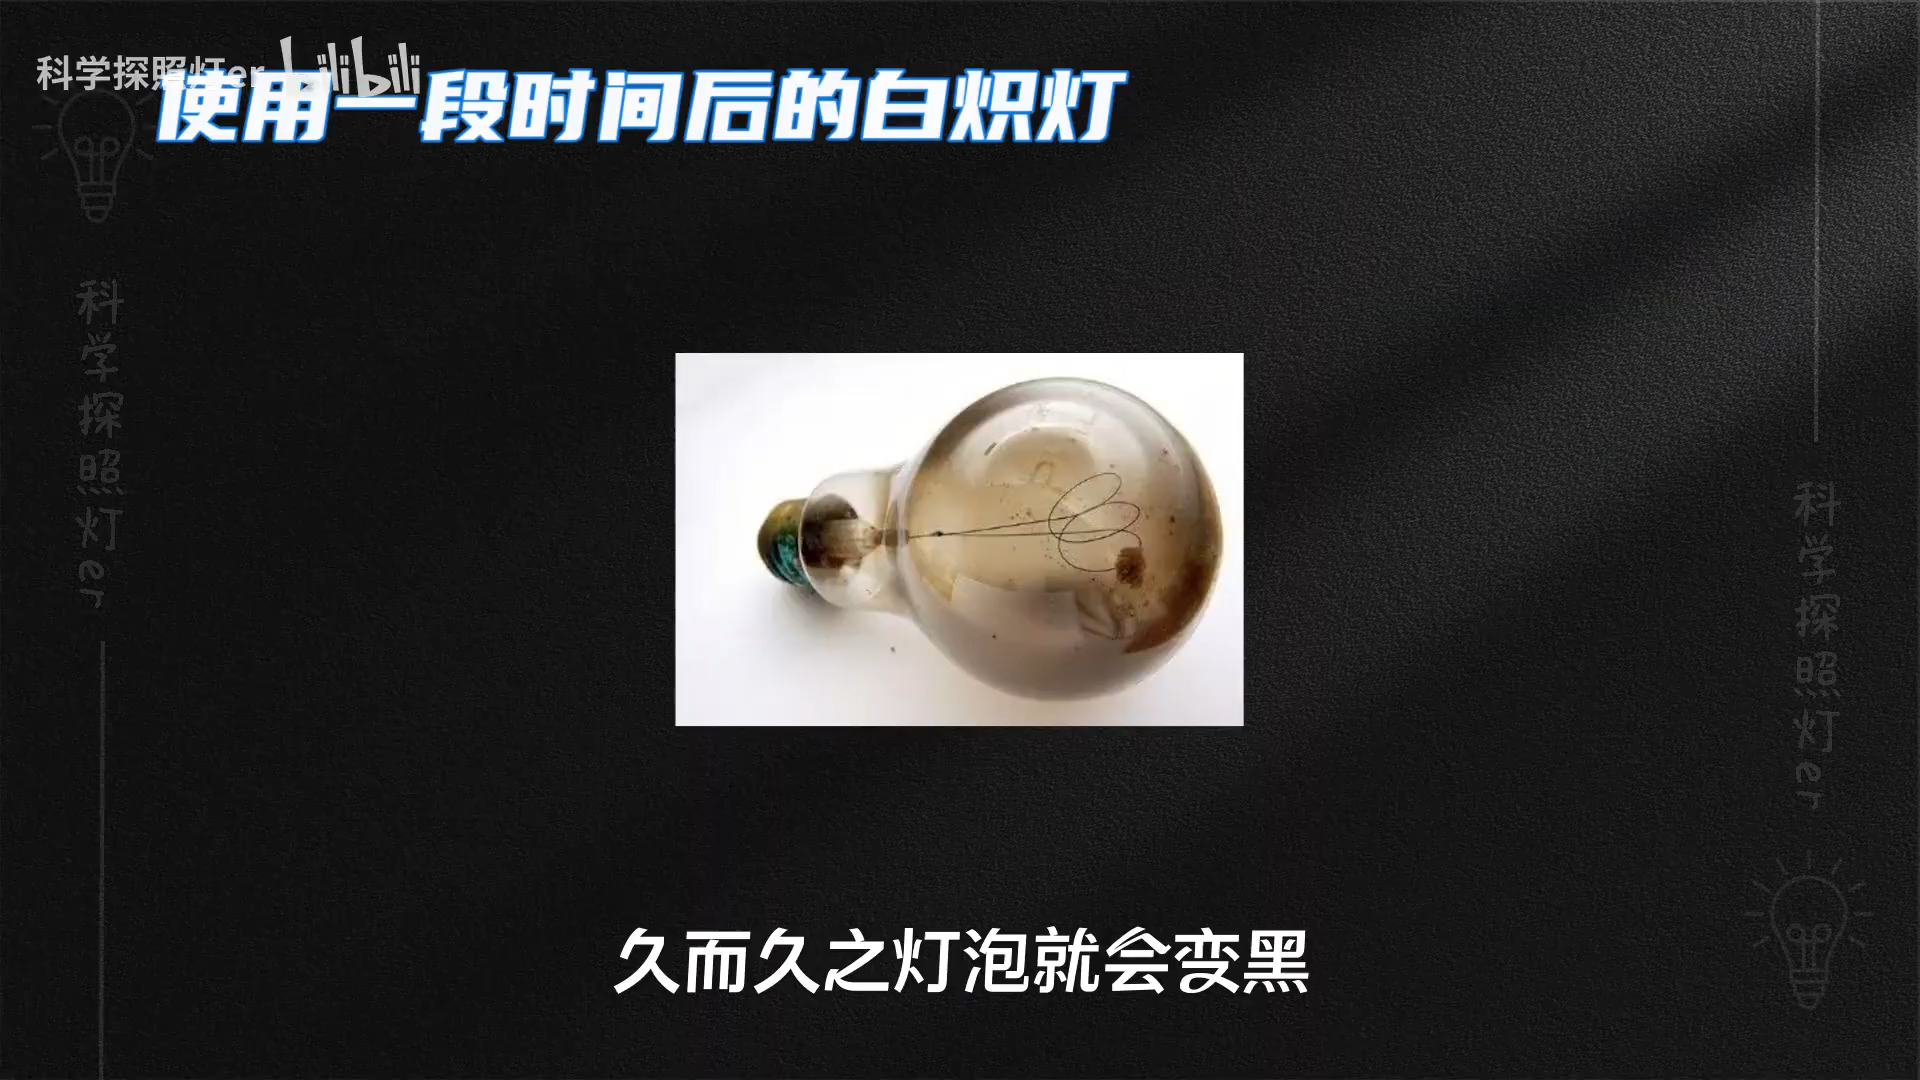 科学探照灯er bilibili
使用一段时间后的白炽灯
科学探照灯er
科学探照灯er
久而久之灯泡就会变黑